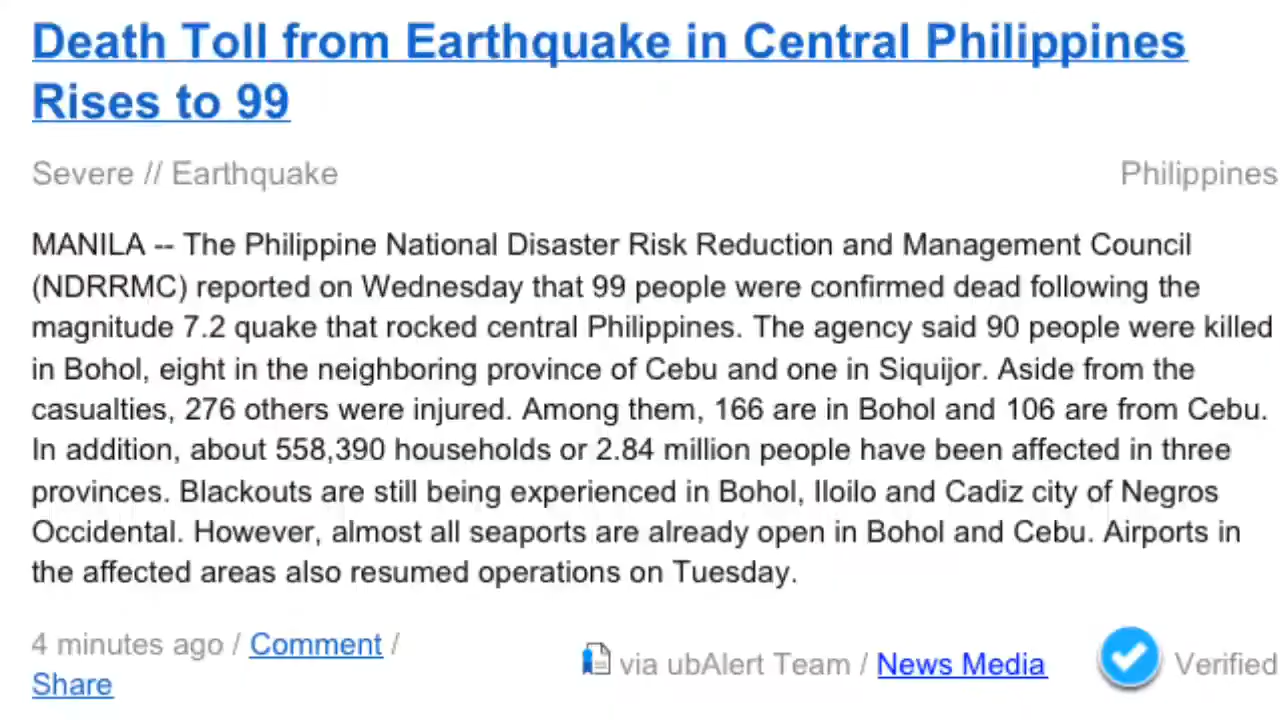 Death Toll from Earthquake in Central Philippines
Rises to 99
Severe // Earthquake
Philippines
MANILA -- The Philippine National Disaster Risk Reduction and Management Council
(NDRRMC) reported on Wednesday that 99 people were confirmed dead following the
magnitude 7.2 quake that rocked central Philippines. The agency said 90 people were killed
in Bohol, eight in the neighboring province of Cebu and one in Siquijor. Aside from the
casualties, 276 others were injured. Among them, 166 are in Bohol and 106 are from Cebu.
In addition, about 558,390 households or 2.84 million people have been affected in three
provinces. Blackouts are still being experienced in Bohol, Iloilo and Cadiz city of Negros
Occidental. However, almost all seaports are already open in Bohol and Cebu. Airports in
the affected areas also resumed operations on Tuesday.
4 minutes ago / Comment /
Share
via ubAlert Team / News Media
Verified